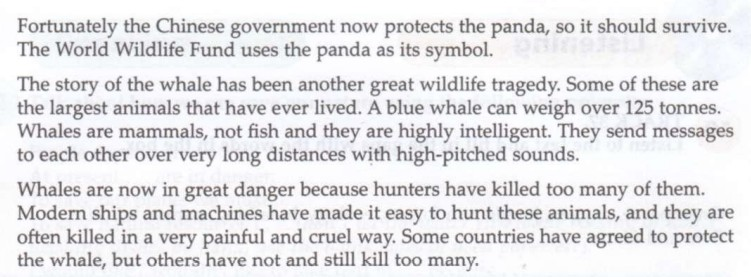 Fortunately the Chinese government now protects the panda, so it should survive.
The World Wildlife Fund uses the panda as its symbol.
The story of the whale has been another great wildlife tragedy. Some of these are
the largest animals that have ever lived. A blue whale can weigh over 125 tonnes.
Whales are mammals, not fish and they are highly intelligent. They send messages
to each other over very long distances with high-pitched sounds.
Whales are now in great danger because hunters have killed too many of them.
Modern ships and machines have made it easy to hunt these animals, and they are
often killed in a very painful and cruel way. Some countries have agreed to protect
the whale, but others have not and still kill too many.